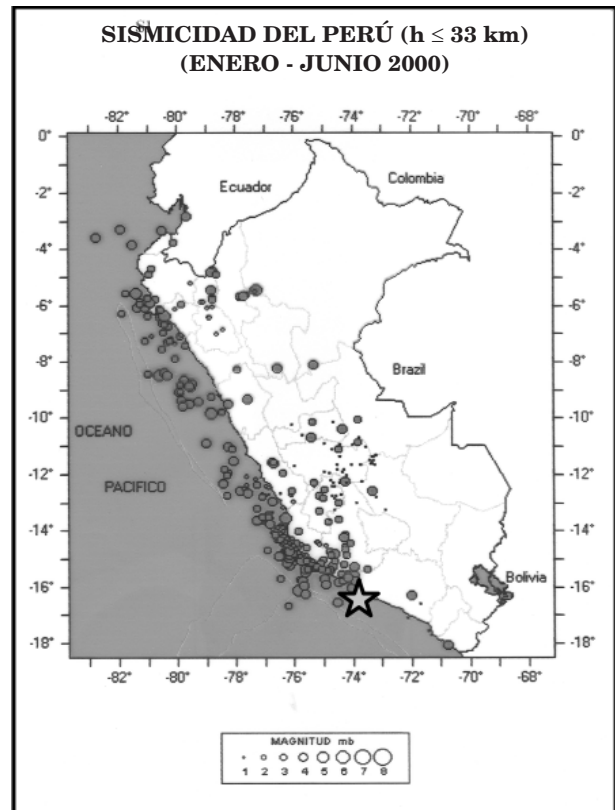 SISMICIDAD DEL PERÚ (h ≤ 33 km)
(ENERO - JUNIO 2000)
-82° -80° -78° -76° -74° -72° -70° -68°
0° 0°
Ecuador
Colombia
-2° -2°
-4° -4°
-6° -6°
-8° -8°
Brazil
-10° -10°
OCEANO
-12° -12°
PACIFICO
-14° -14°
-16° Bolivia -16°
-18° -18°
-82° -80° -78° -76° -74° -72° -70° -68°
MAGNITUD mb
1 2 3 4 5 6 7 8